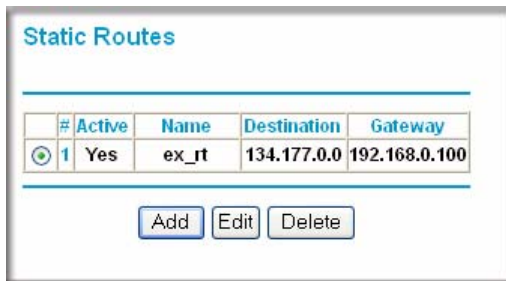 Static Routes
# Active Name Destination Gateway
1 Yes ex_rt 134.177.0.0 192.168.0.100
Add Edit Delete